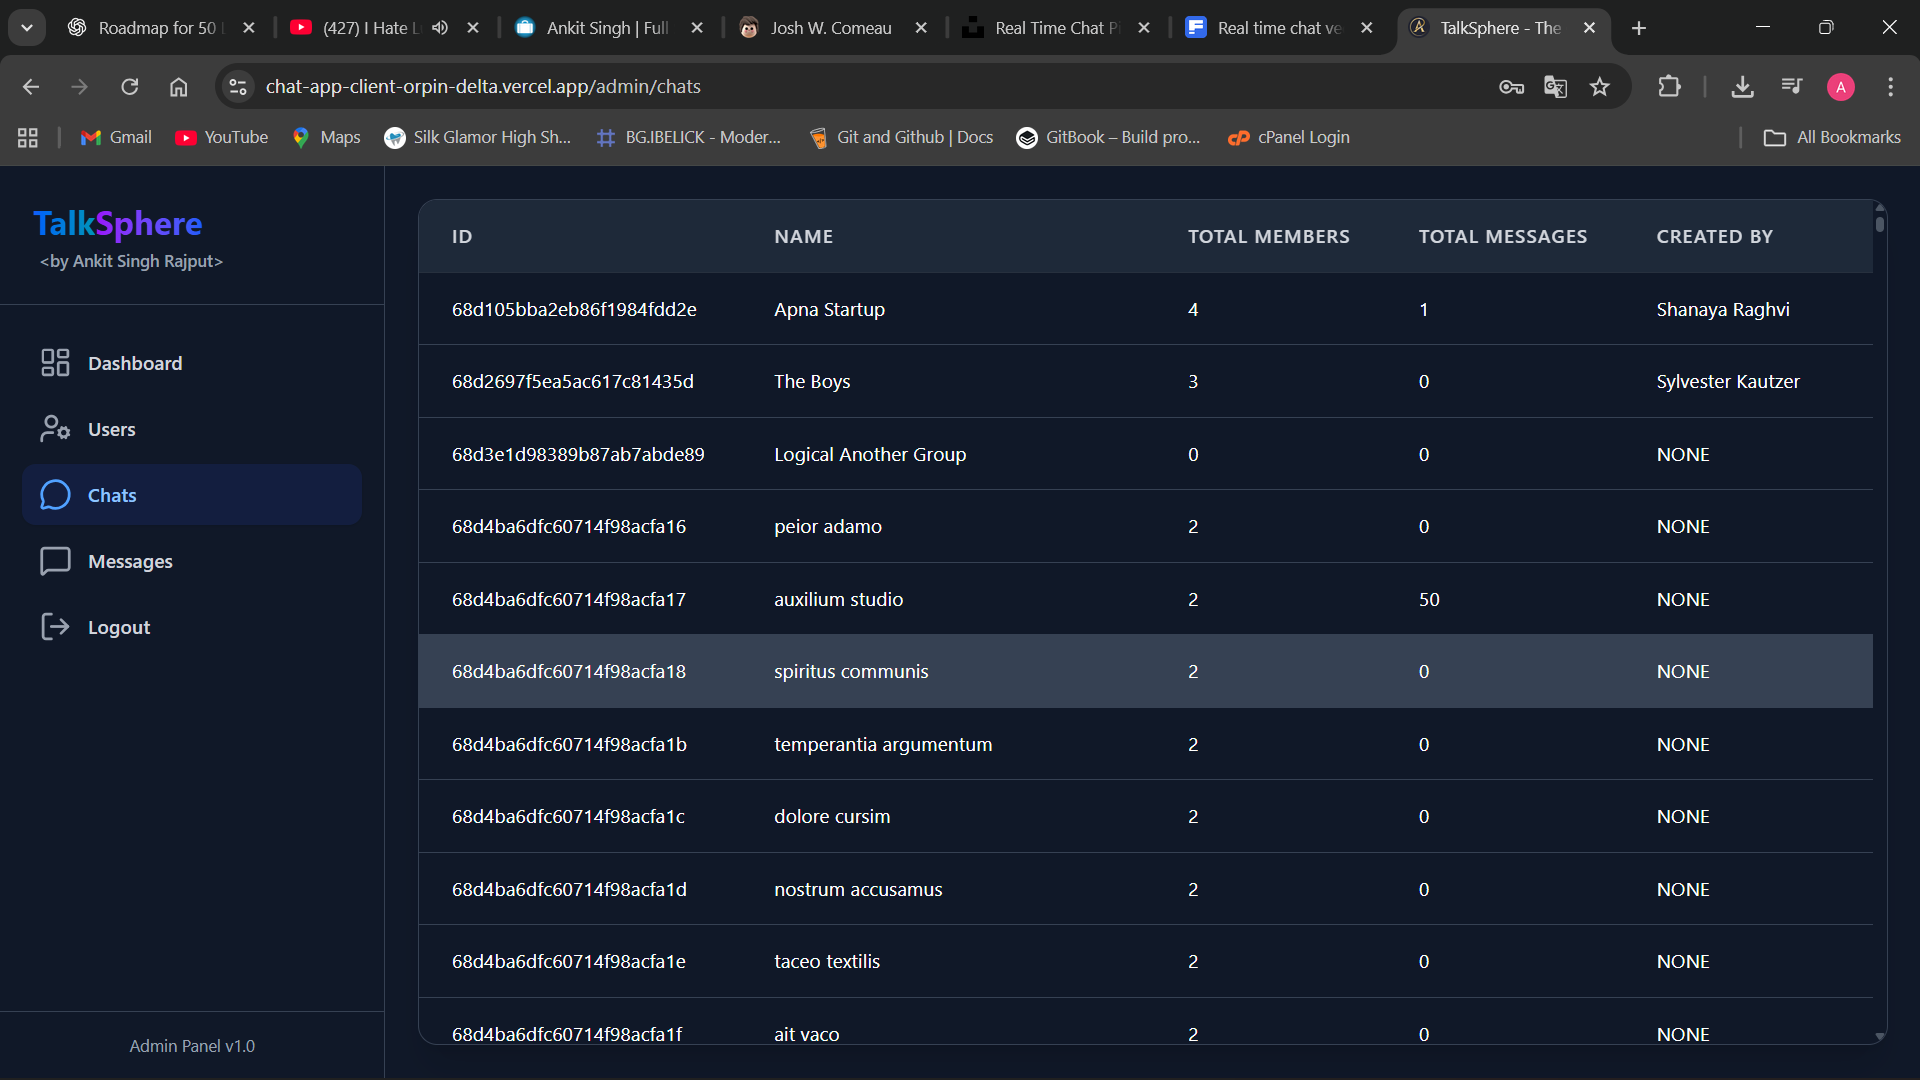 Roadmap for 50
(427) I Hate L
Ankit Singh | Full
Josh W. Comeau
Real Time Chat P
Real time chat ve
TalkSphere - The
chat-app-client-orpin-delta.vercel.app/admin/chats
A
Gmail
YouTube
Maps
Silk Glamor High Sh...
BG.IBELICK - Moder...
Git and Github | Docs
GitBook – Build pro...
cPanel Login
All Bookmarks
TalkSphere
<by Ankit Singh Rajput>
Dashboard
Users
Chats
Messages
Logout
Admin Panel v1.0
ID NAME TOTAL MEMBERS TOTAL MESSAGES CREATED BY
68d105bba2eb86f1984fdd2e Apna Startup 4 1 Shanaya Raghvi
68d2697f5ea5ac617c81435d The Boys 3 0 Sylvester Kautzer
68d3e1d98389b87ab7abde89 Logical Another Group 0 0 NONE
68d4ba6dfc60714f98acfa16 peior adamo 2 0 NONE
68d4ba6dfc60714f98acfa17 auxilium studio 2 50 NONE
68d4ba6dfc60714f98acfa18 spiritus communis 2 0 NONE
68d4ba6dfc60714f98acfa1b temperantia argumentum 2 0 NONE
68d4ba6dfc60714f98acfa1c dolore cursim 2 0 NONE
68d4ba6dfc60714f98acfa1d nostrum accusamus 2 0 NONE
68d4ba6dfc60714f98acfa1e taceo textilis 2 0 NONE
68d4ba6dfc60714f98acfa1f ait vaco 2 0 NONE